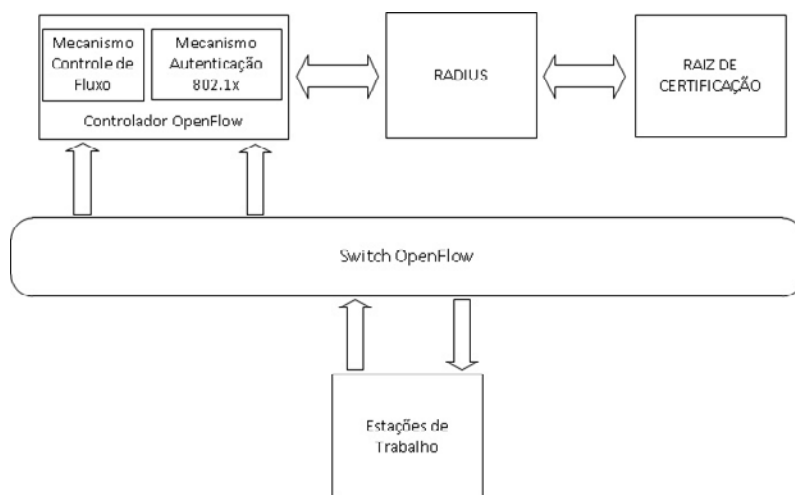 Mecanismo
Controle de
Fluxo
Mecanismo
Autenticação
802.1x
Controlador OpenFlow
RADIUS
RAIZ DE
CERTIFICAÇÃO
Switch OpenFlow
Estações de
Trabalho